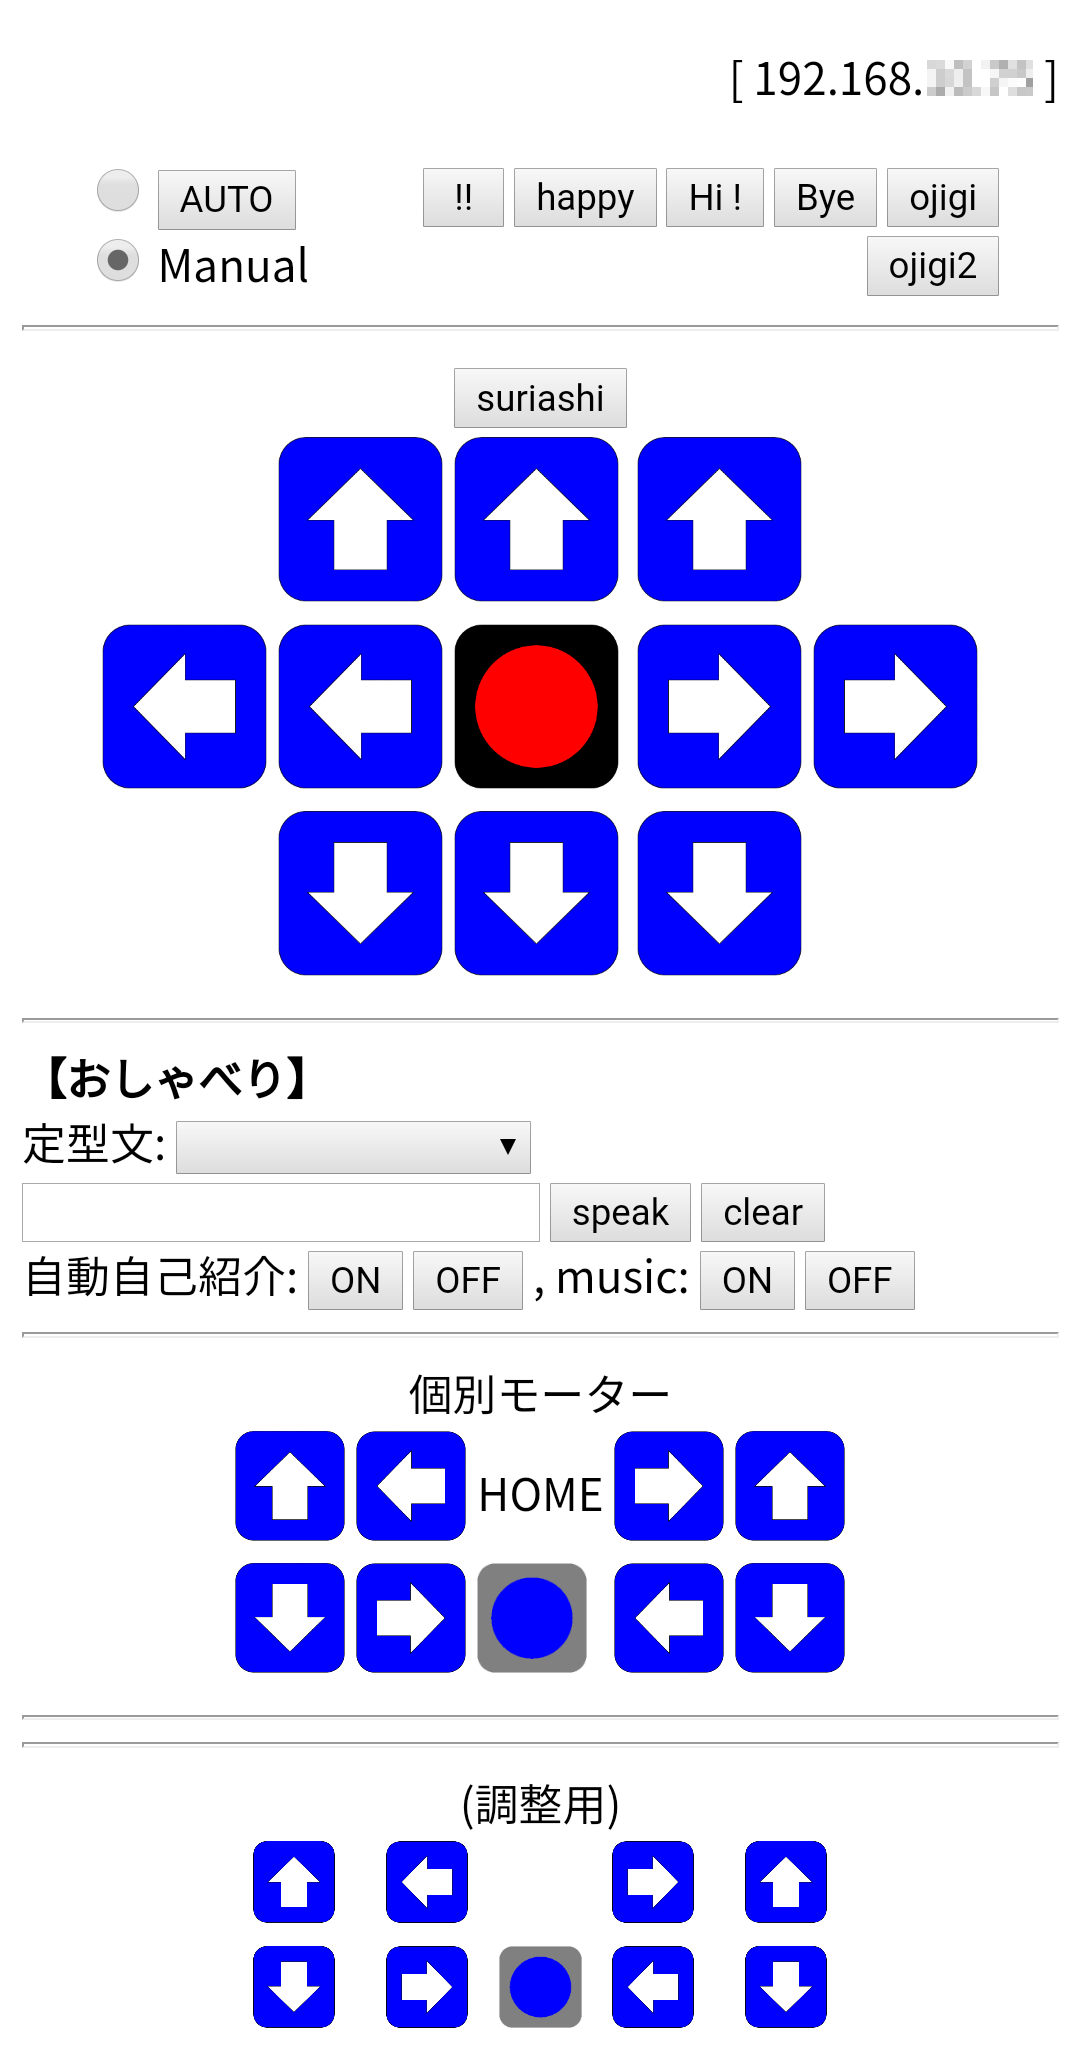 [ 192.168. ]
AUTO !! happy Hi ! Bye ojigi
Manual ojigi2
suriashi
【おしゃべり】
定型文:
speak clear
自動自己紹介: ON OFF , music: ON OFF
個別モーター
HOME
(調整用)